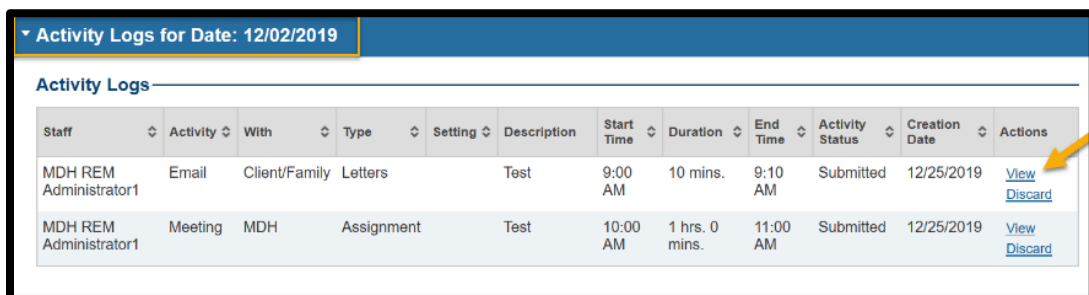 Activity Logs for Date: 12/02/2019
Activity Logs
Staff Activity With Type Setting Description Start Time Duration End Time Activity Status Creation Date Actions
MDH REM Administrator1 Email Client/Family Letters Test 9:00 AM 10 mins. 9:10 AM Submitted 12/25/2019 View Discard
MDH REM Administrator1 Meeting MDH Assignment Test 10:00 AM 1 hrs. 0 mins. 11:00 AM Submitted 12/25/2019 View Discard